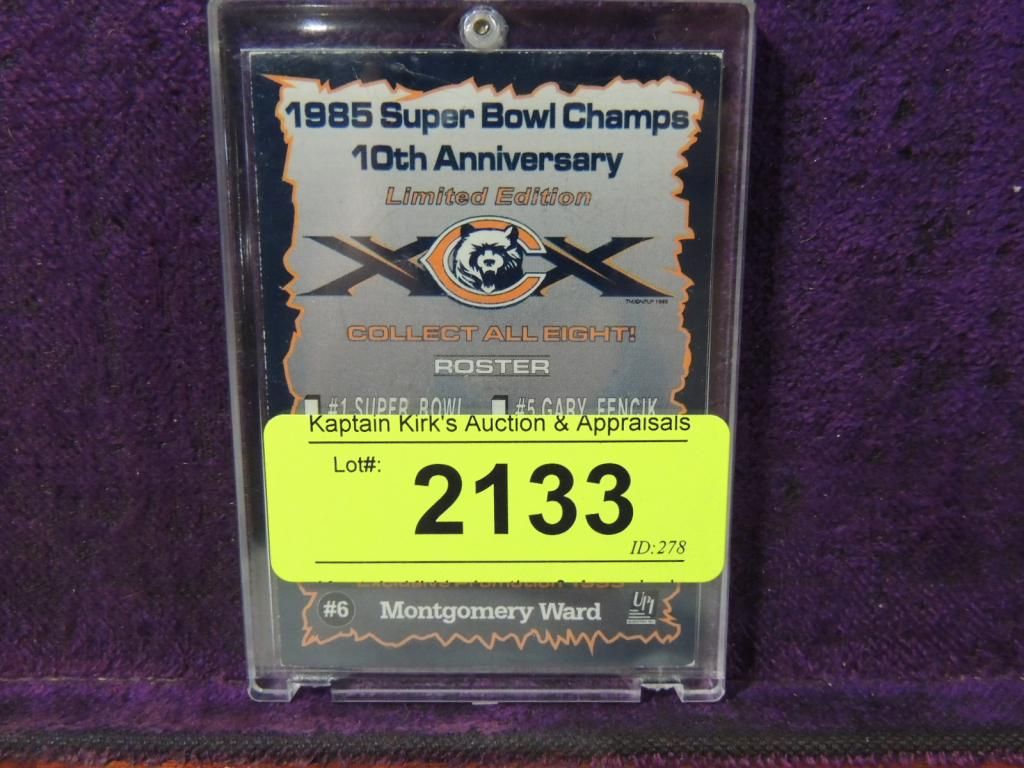 1985 Super Bowl Champs
10th Anniversary
Limited Edition
XCX
COLLECT ALL EIGHT!
ROSTER
#1 SUPER BOWL #5 GARY FENCIK
Kaptain Kirk's Auction & Appraisals
Lot#:
2133
ID:278
#6 Montgomery Ward